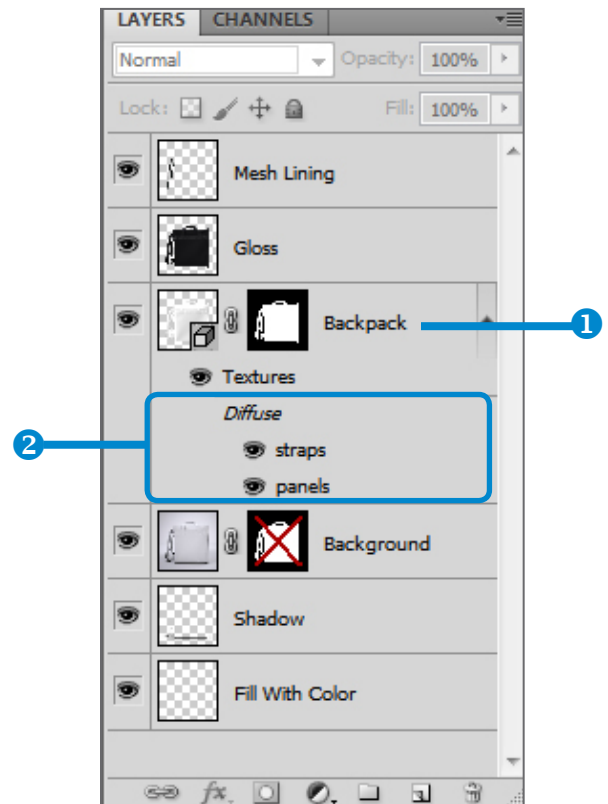 LAYERS CHANNELS
Normal Opacity: 100%
Lock: Fill: 100%
Mesh Lining
Gloss
Backpack 1
Textures
2 Diffuse
straps
panels
Background
Shadow
Fill With Color
fx.